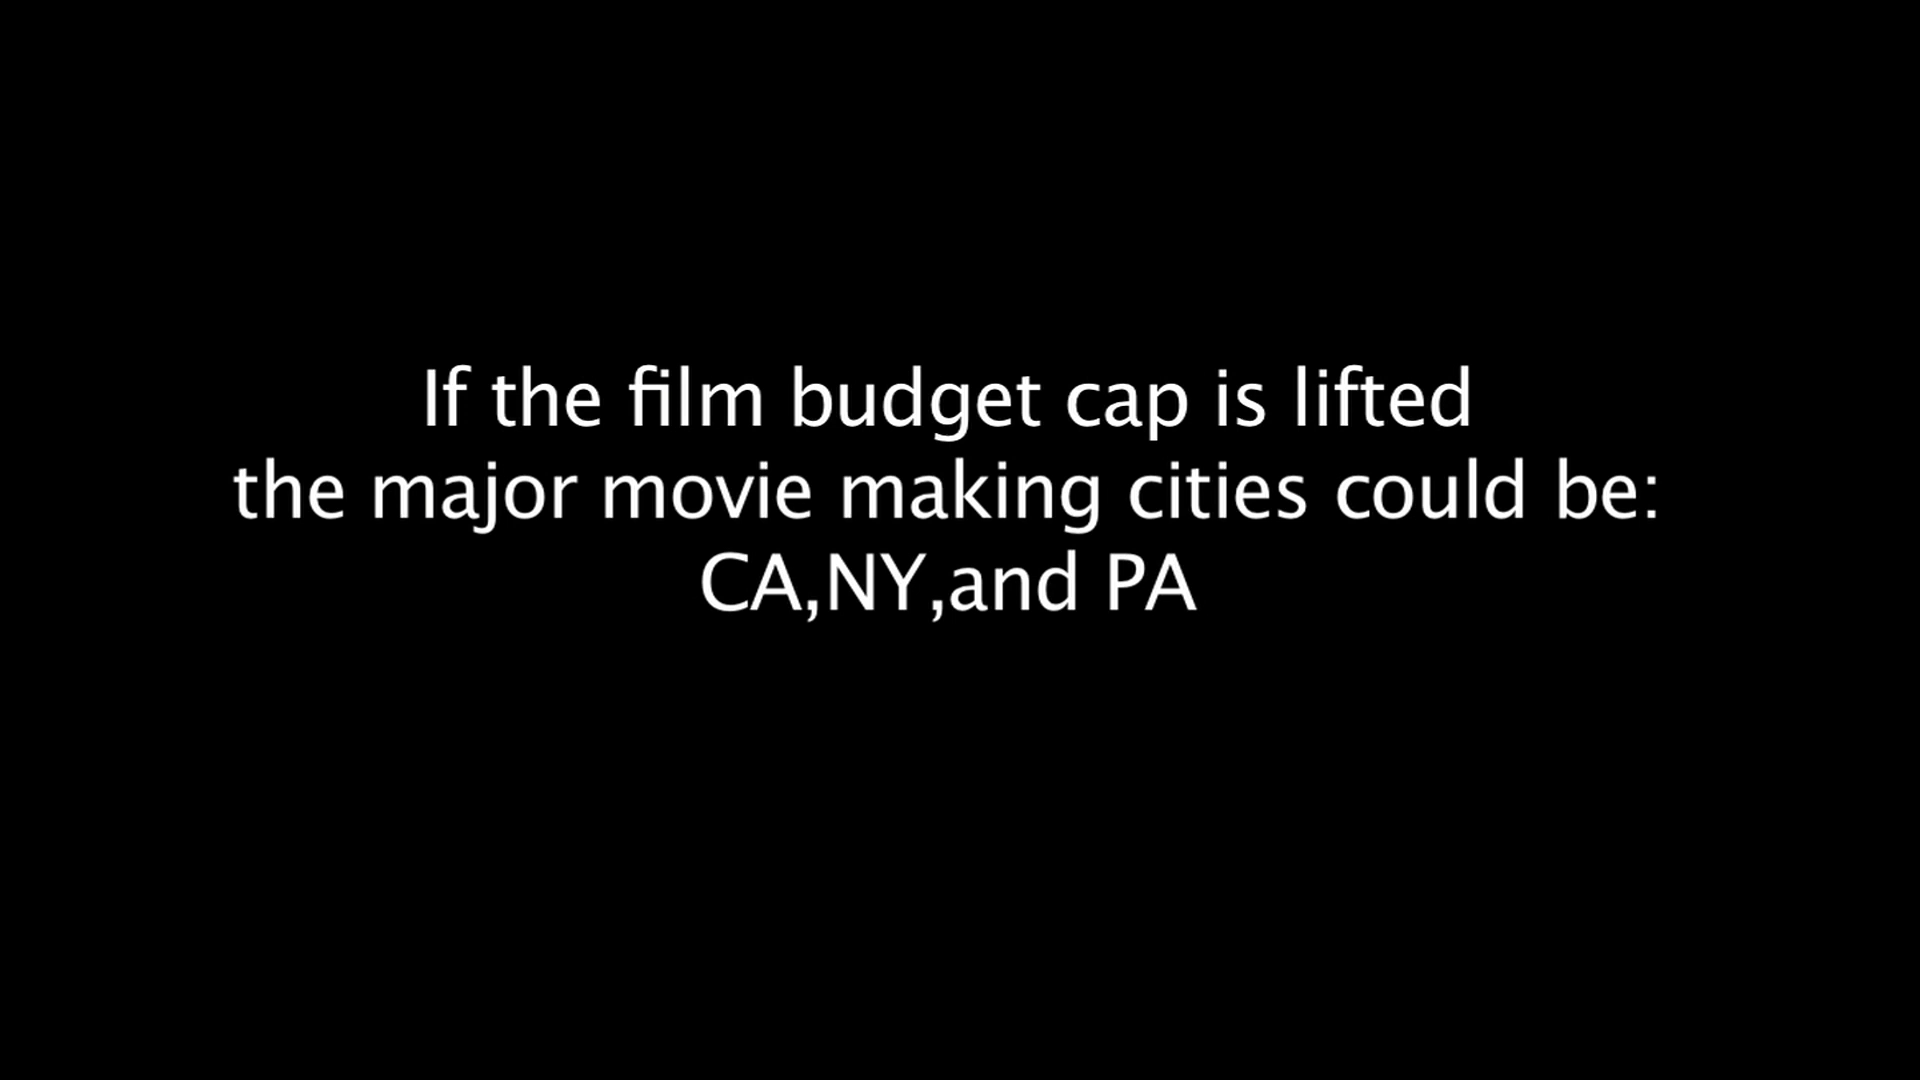 If the film budget cap is lifted
the major movie making cities could be:
CA,NY,and PA